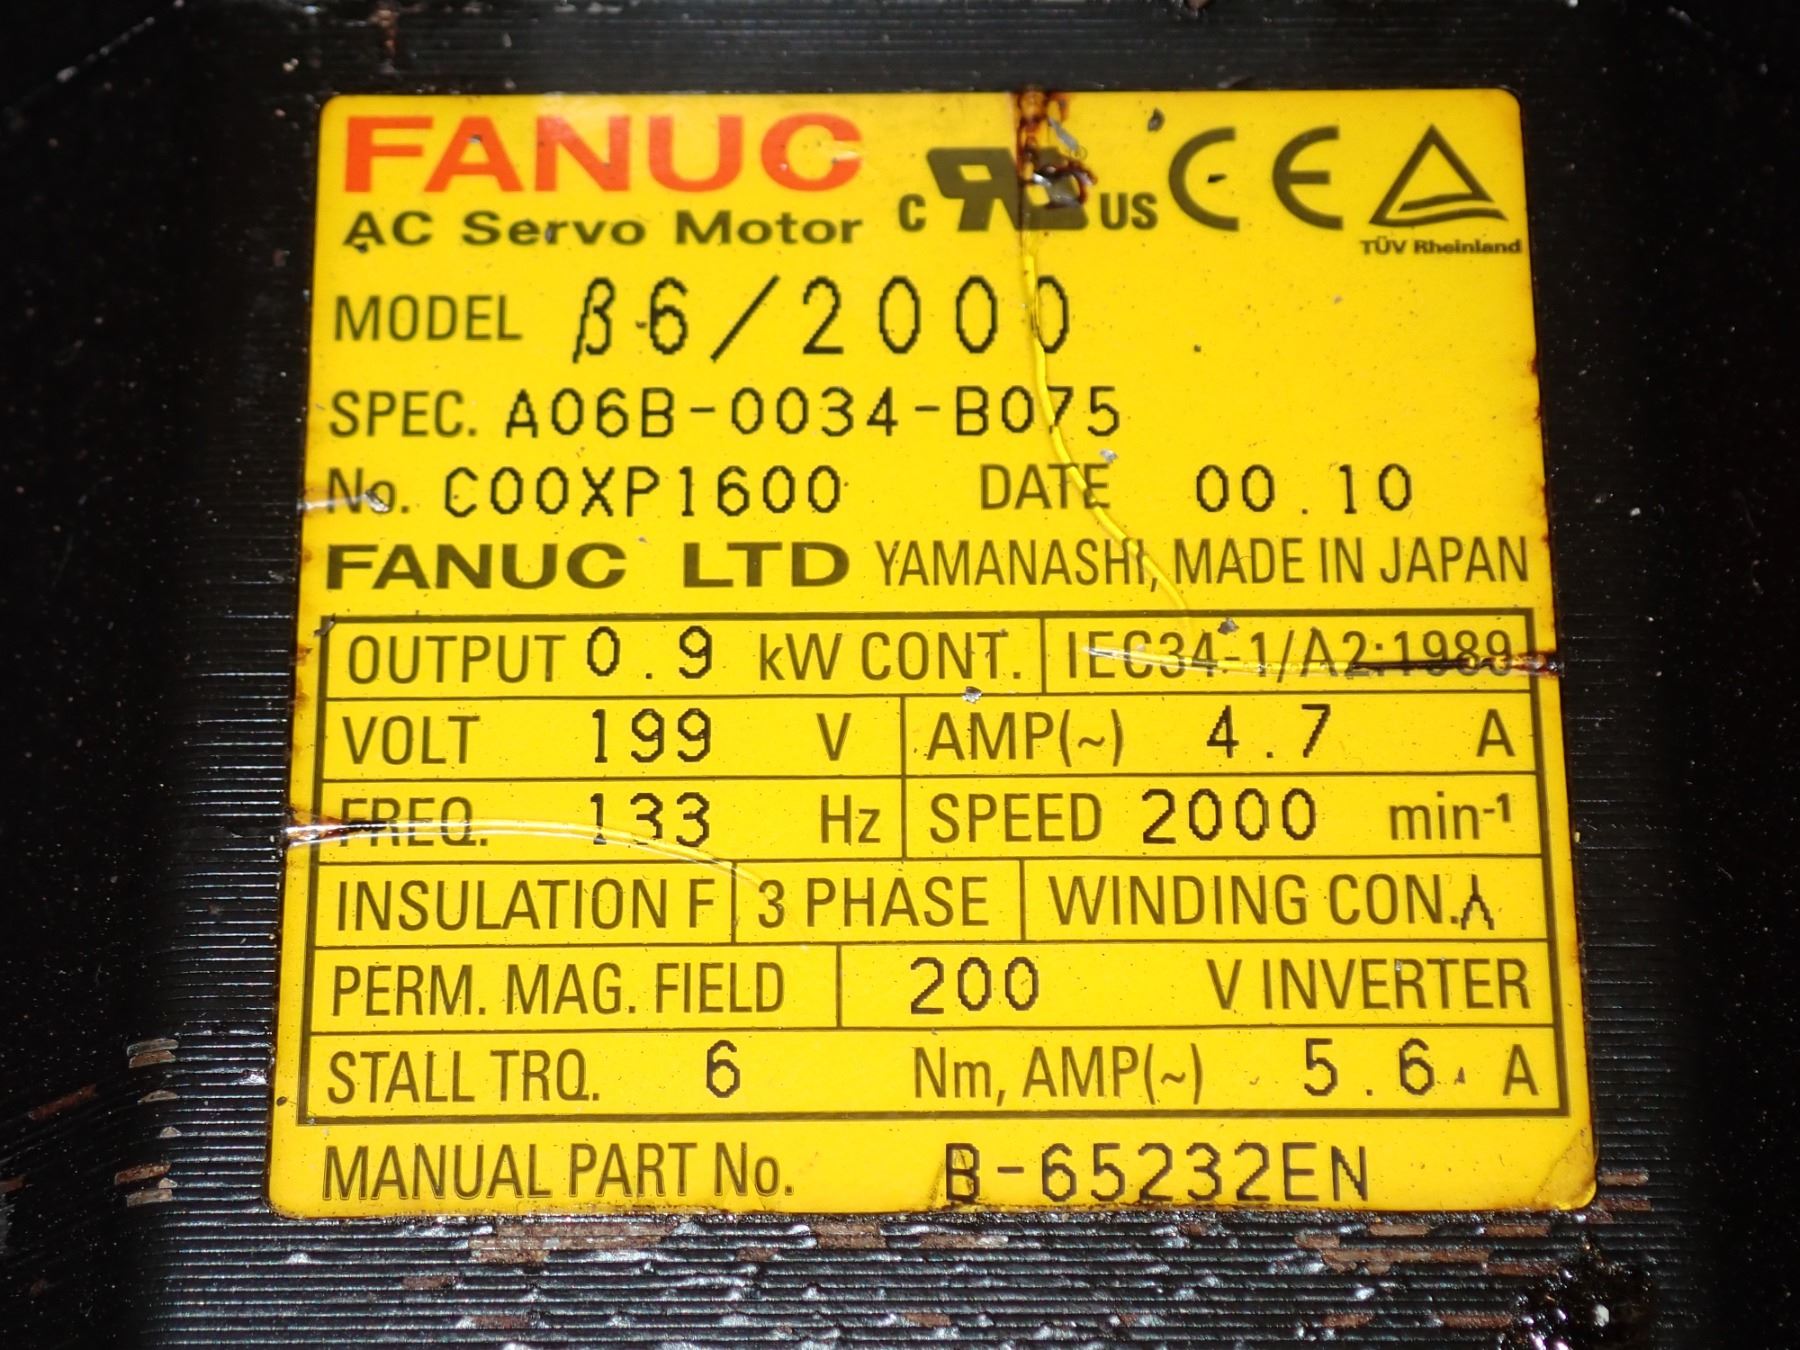 FANUC
AC Servo Motor
C US CE
TÜV Rheinland
MODEL β6/2000
SPEC. A06B-0034-B075
No. C00XP1600 DATE 00.10
FANUC LTD YAMANASHI, MADE IN JAPAN
OUTPUT 0.9 kW CONT. IEC34-1/A2:1989
VOLT 199 V AMP(~) 4.7 A
FREQ. 133 Hz SPEED 2000 min-1
INSULATION F 3 PHASE WINDING CON.
PERM. MAG. FIELD 200 V INVERTER
STALL TRQ. 6 Nm, AMP(~) 5.6 A
MANUAL PART No. B-65232EN